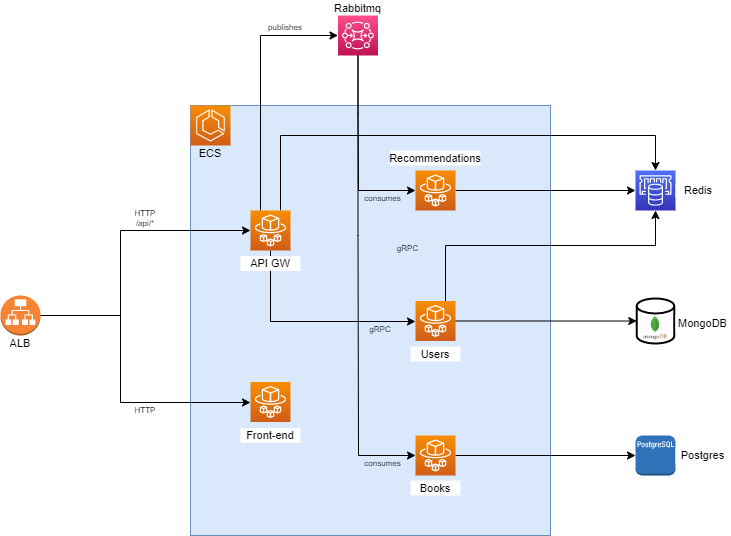 Rabbitmq
publishes
ECS
Recommendations
consumes
Redis
HTTP
/api/*
API GW
gRPC
gRPC
ALB
Users
mongoDB
MongoDB
HTTP
Front-end
consumes
Books
PostgreSQL
Postgres